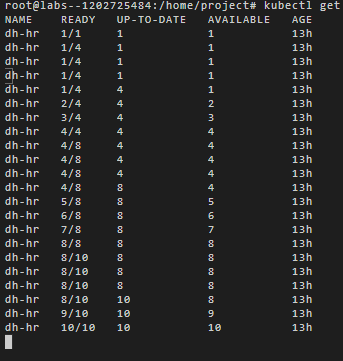 root@labs--1202725484:/home/project# kubectl get
NAME READY UP-TO-DATE AVAILABLE AGE
dh-hr 1/1 1 1 13h
dh-hr 1/4 1 1 13h
dh-hr 1/4 1 1 13h
dh-hr 1/4 1 1 13h
dh-hr 1/4 4 1 13h
dh-hr 2/4 4 2 13h
dh-hr 3/4 4 3 13h
dh-hr 4/4 4 4 13h
dh-hr 4/8 4 4 13h
dh-hr 4/8 4 4 13h
dh-hr 4/8 4 4 13h
dh-hr 4/8 8 4 13h
dh-hr 5/8 8 5 13h
dh-hr 6/8 8 6 13h
dh-hr 7/8 8 7 13h
dh-hr 8/8 8 8 13h
dh-hr 8/10 8 8 13h
dh-hr 8/10 8 8 13h
dh-hr 8/10 8 8 13h
dh-hr 8/10 10 8 13h
dh-hr 9/10 10 9 13h
dh-hr 10/10 10 10 13h